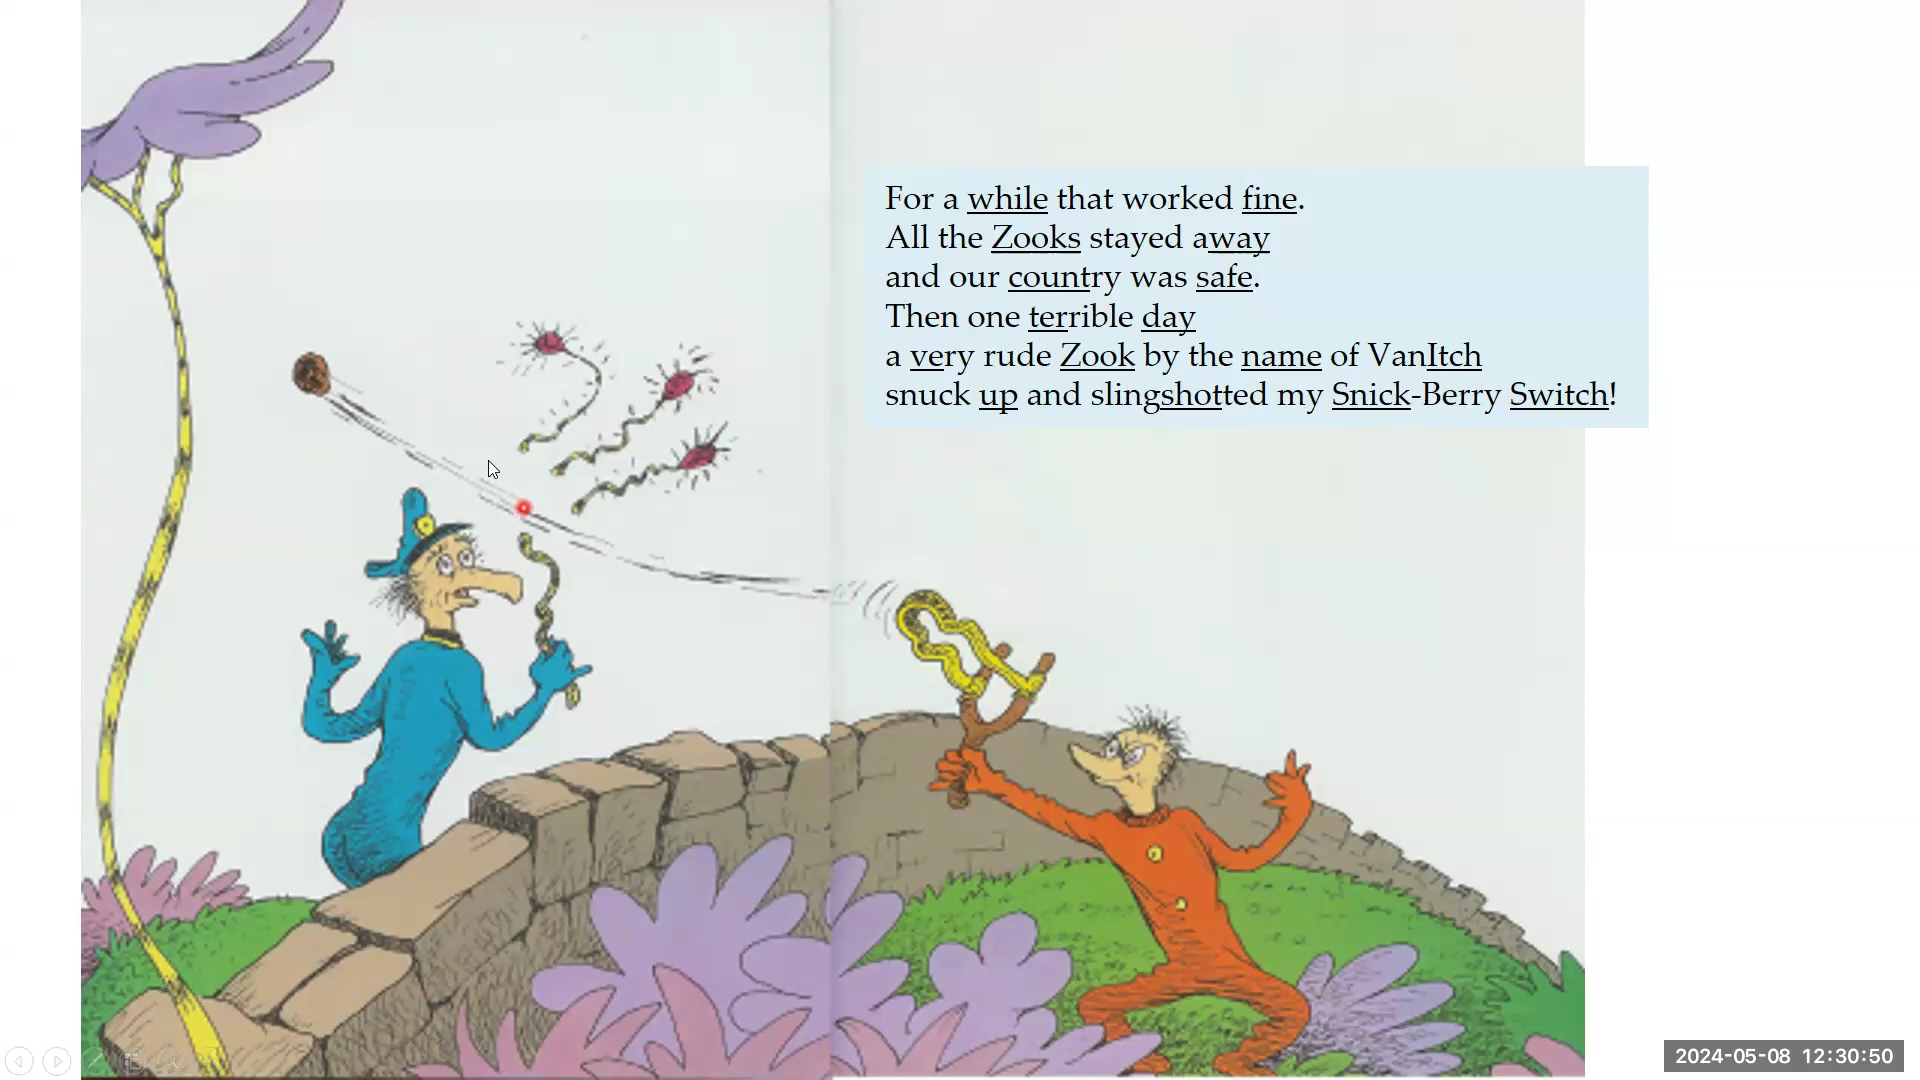 For a while that worked fine.
All the Zooks stayed away
and our country was safe.
Then one terrible day
a very rude Zook by the name of VanItch
snuck up and slingshotted my Snick-Berry Switch!
2024-05-08 12:30:50